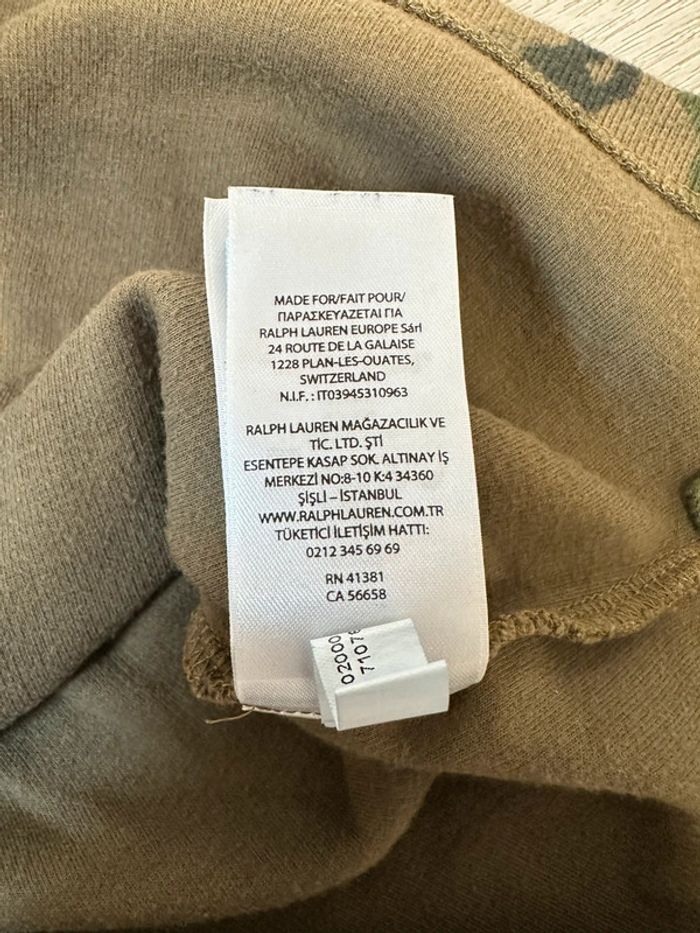 MADE FOR/FAIT POUR/
ΠΑΡΑΣΚΕΥΑΖΕΤΑΙ ΓΙΑ
RALPH LAUREN EUROPE Sàrl
24 ROUTE DE LA GALAISE
1228 PLAN-LES-OUATES,
SWITZERLAND
N.I.F. : IT03945310963
RALPH LAUREN MAĞAZACILIK VE
TİC. LTD. ŞTİ
ESENTEPE KASAP SOK. ALTINAY İŞ
MERKEZİ NO:8-10 K:4 34360
ŞİŞLİ – İSTANBUL
WWW.RALPHLAUREN.COM.TR
TÜKETİCİ İLETİŞİM HATTI:
0212 345 69 69
RN 41381
CA 56658
02000
71078